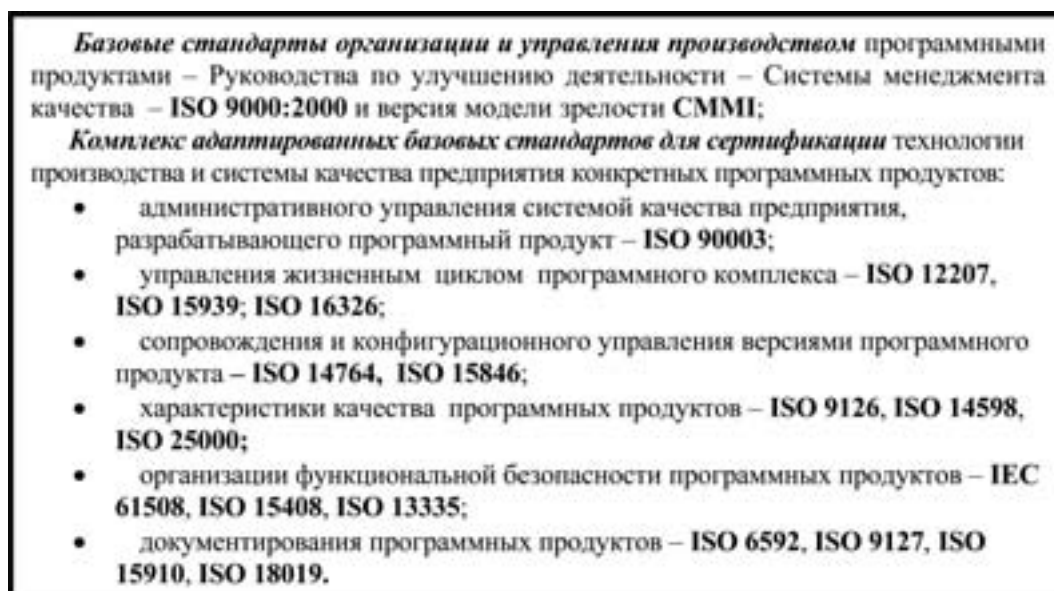 Базовые стандарты организации и управления производством программными
продуктами – Руководства по улучшению деятельности – Системы менеджмента
качества – ISO 9000:2000 и версия модели зрелости CMMI;
Комплекс адаптированных базовых стандартов для сертификации технологии
производства и системы качества предприятия конкретных программных продуктов:
• административного управления системой качества предприятия,
разрабатывающего программный продукт – ISO 90003;
• управления жизненным циклом программного комплекса – ISO 12207,
ISO 15939; ISO 16326;
• сопровождения и конфигурационного управления версиями программного
продукта – ISO 14764, ISO 15846;
• характеристики качества программных продуктов – ISO 9126, ISO 14598,
ISO 25000;
• организации функциональной безопасности программных продуктов – IEC
61508, ISO 15408, ISO 13335;
• документирования программных продуктов – ISO 6592, ISO 9127, ISO
15910, ISO 18019.